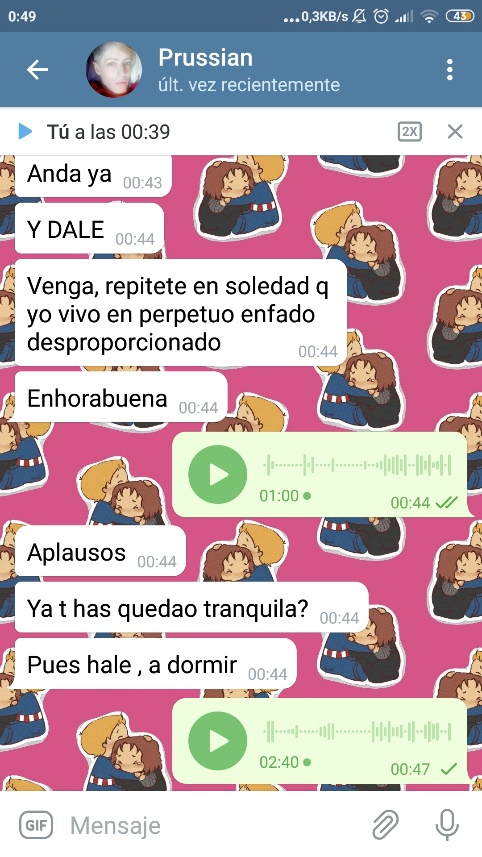 0:49
...0,3KB/s
43
Prussian
últ. vez recientemente
Tú a las 00:39
2X
Anda ya 00:43
Y DALE 00:44
Venga, repitete en soledad q
yo vivo en perpetuo enfado
desproporcionado 00:44
Enhorabuena 00:44
01:00
00:44
Aplausos 00:44
Ya t has quedao tranquila? 00:44
Pues hale , a dormir 00:44
02:40
00:47
GIF
Mensaje